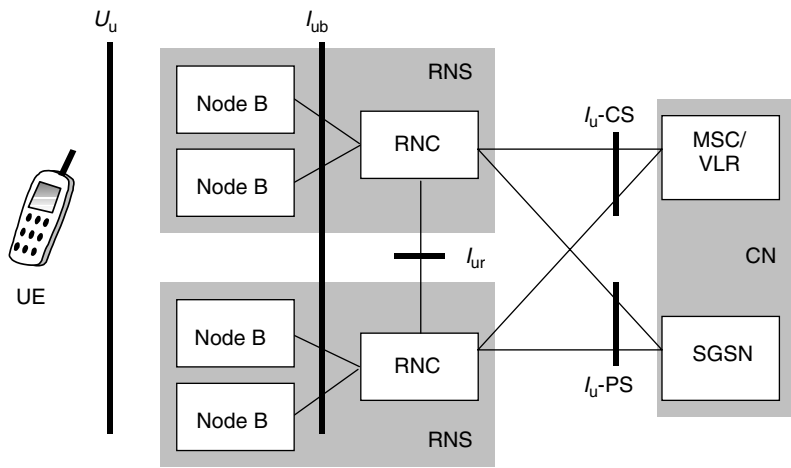 Uu
Iub
RNS
Node B
Node B
RNC
Iu-CS
MSC/
VLR
Iur
CN
UE
Node B
Node B
RNC
SGSN
Iu-PS
RNS